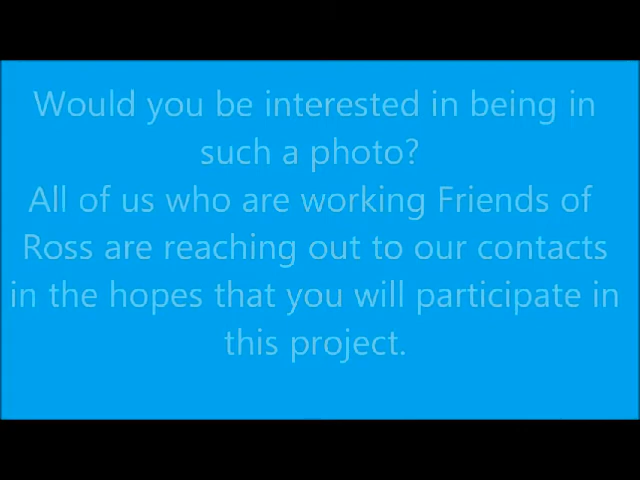 Would you be interested in being in
such a photo?
All of us who are working Friends of
Ross are reaching out to our contacts
in the hopes that you will participate in
this project.